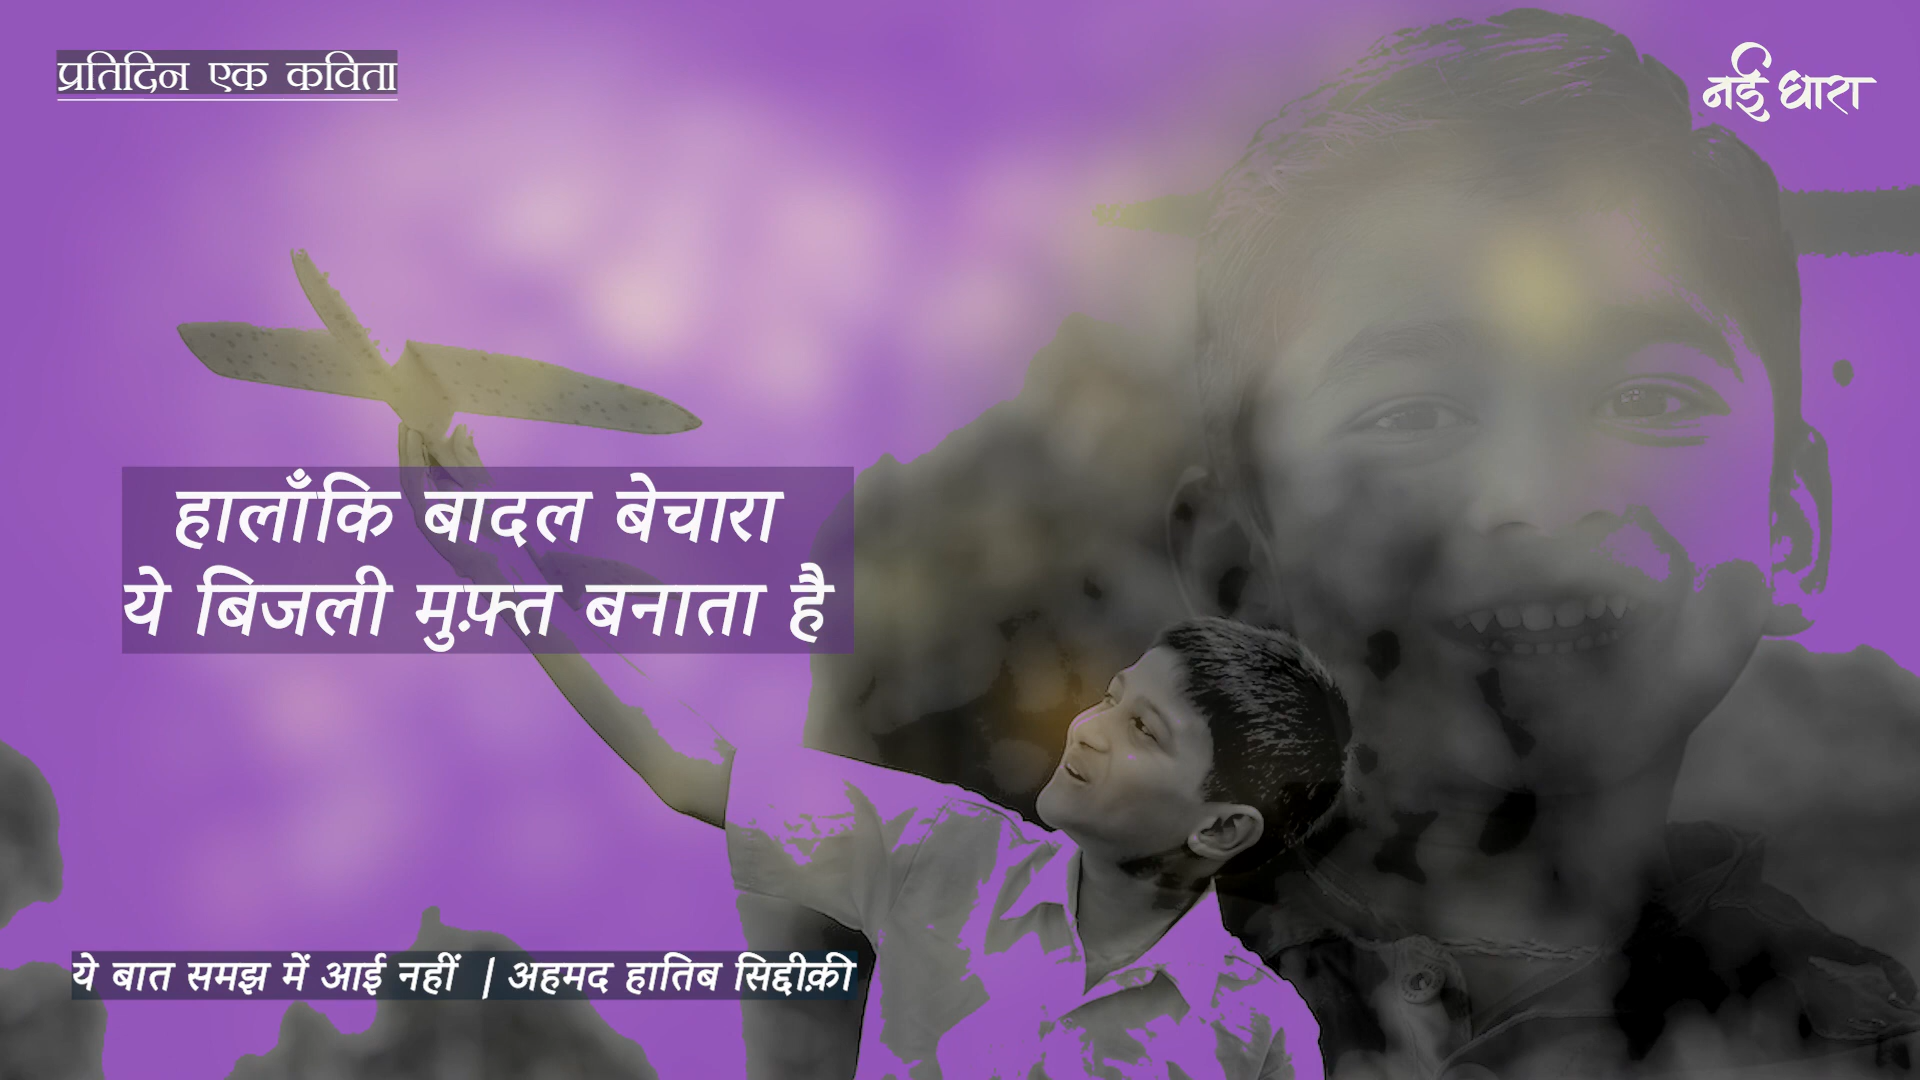 प्रतिदिन एक कविता
नई धारा
हालाँकि बादल बेचारा
ये बिजली मुफ़्त बनाता है
ये बात समझ में आई नहीं | अहमद हातिब सिद्दीक़ी